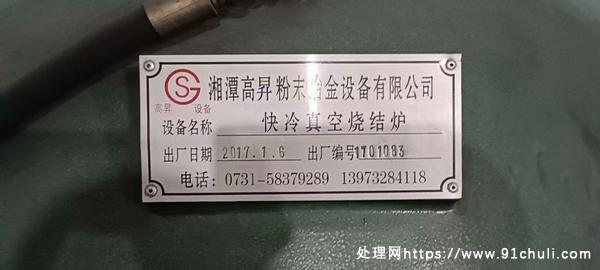 SG 湘潭高昇粉末冶金设备有限公司
高昇 设备
设备名称 快冷真空烧结炉
出厂日期 2017.1.6 出厂编号 1701083
电话：0731-58379289 13973284118
处理网https://www.91chuli.com